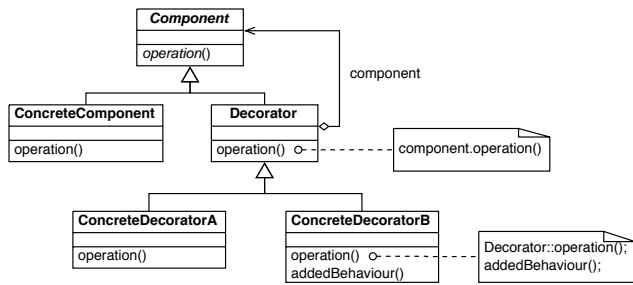 Component
operation()
component
ConcreteComponent
operation()
Decorator
operation()
component.operation()
ConcreteDecoratorA
operation()
ConcreteDecoratorB
operation()
addedBehaviour()
Decorator::operation();
addedBehaviour();